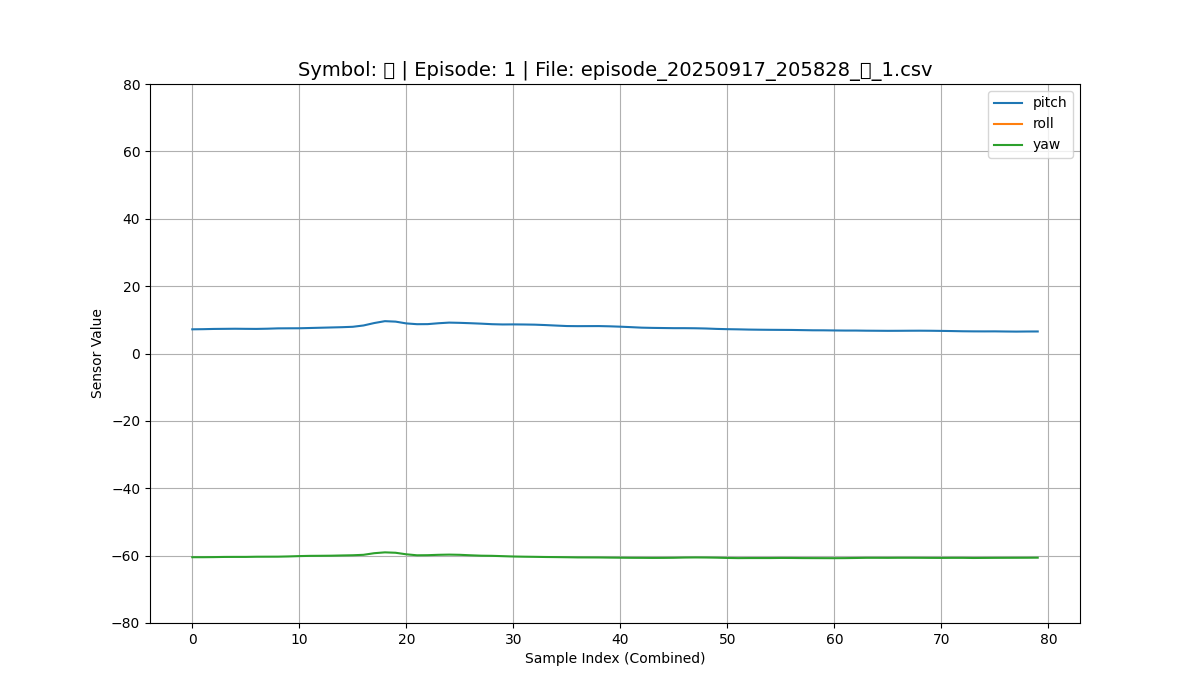 Symbol: | Episode: 1 | File: episode_20250917_205828_ _1.csv
pitch
roll
yaw
80
60
40
20
0
−20
−40
−60
−80
Sensor Value
0 10 20 30 40 50 60 70 80
Sample Index (Combined)